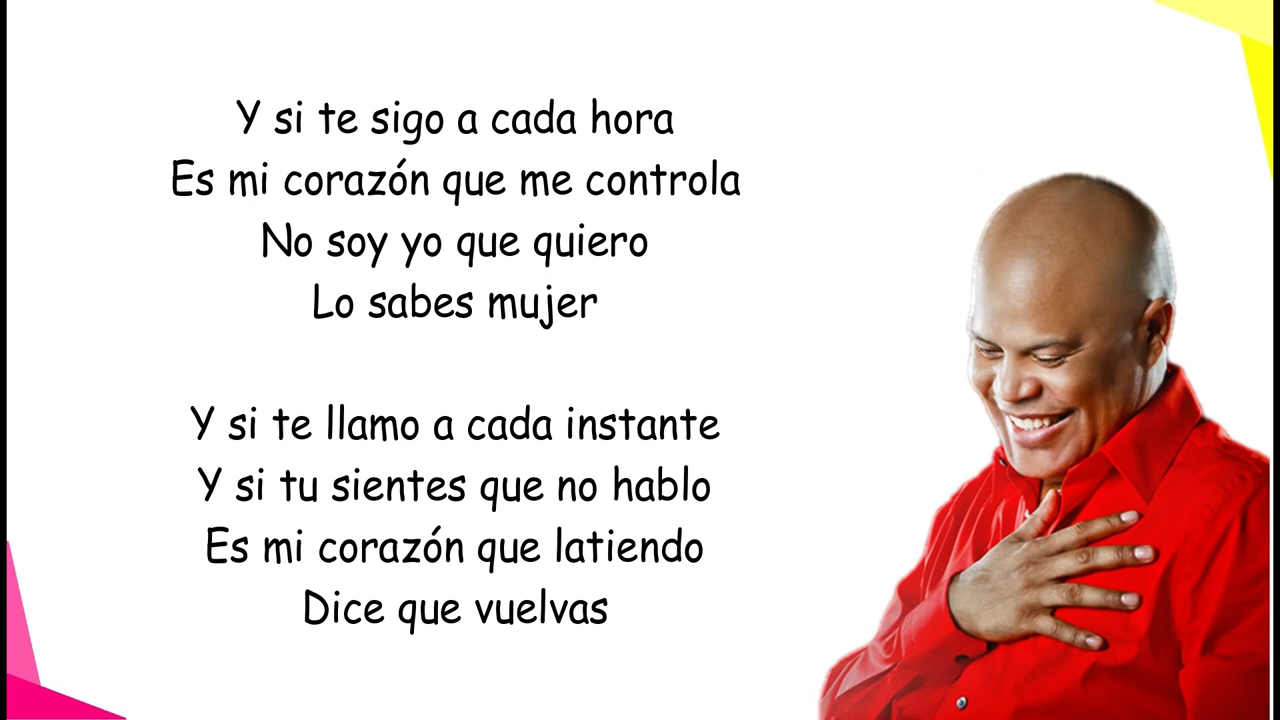 Y si te sigo a cada hora
Es mi corazón que me controla
No soy yo que quiero
Lo sabes mujer
Y si te llamo a cada instante
Y si tu sientes que no hablo
Es mi corazón que latiendo
Dice que vuelvas